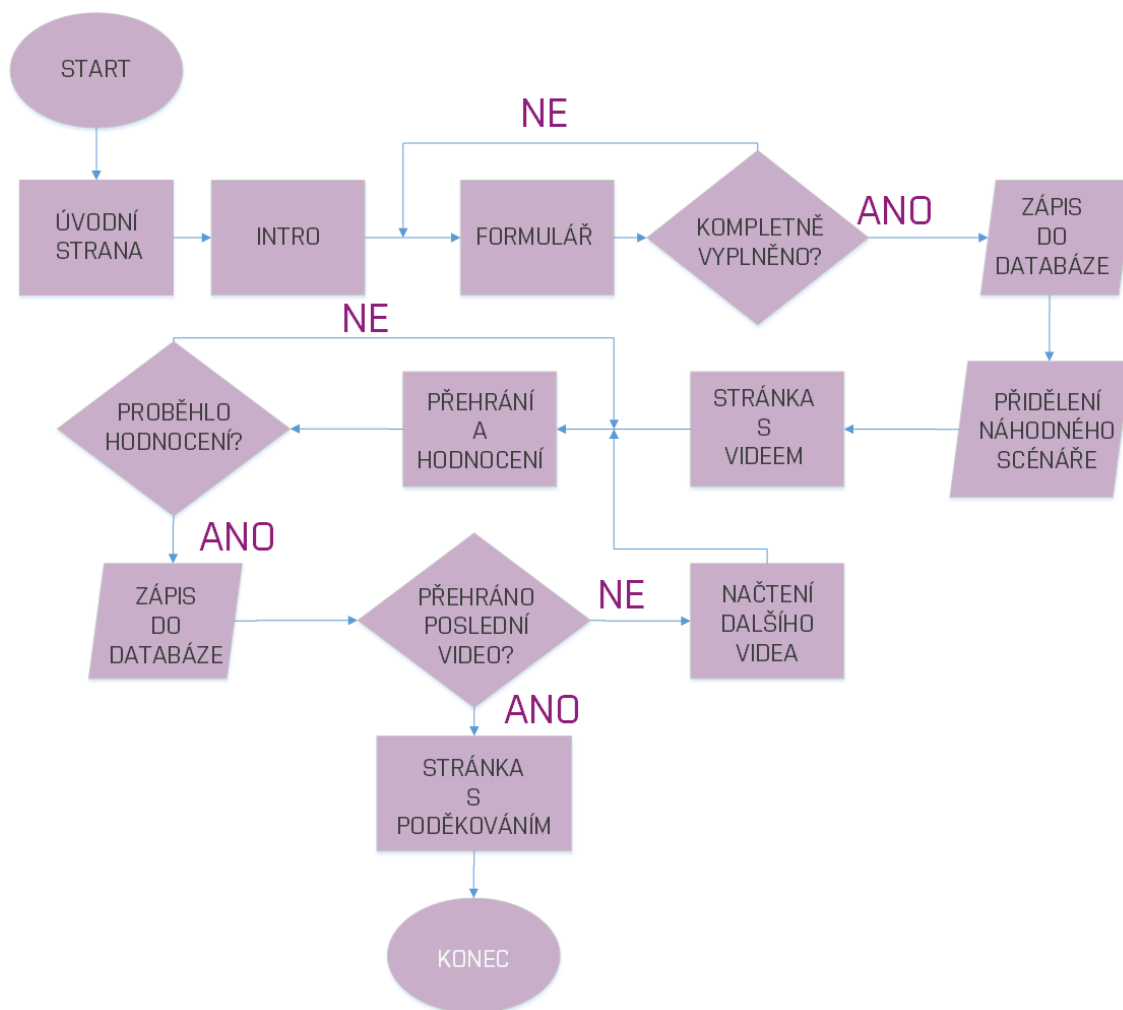 START
NE
ÚVODNÍ
STRANA
INTRO
FORMULÁŘ
KOMPLETNĚ
VYPLNĚNO?
ANO
ZÁPIS
DO
DATABÁZE
NE
PROBĚHLO
HODNOCENÍ?
PŘEHRÁNÍ
A
HODNOCENÍ
STRÁNKA
S
VIDEEM
PŘIDĚLENÍ
NÁHODNÉHO
SCÉNÁŘE
ANO
ZÁPIS
DO
DATABÁZE
PŘEHRÁNO
POSLEDNÍ
VIDEO?
NE
NAČTENÍ
DALŠÍHO
VIDEA
ANO
STRÁNKA
S
PODĚKOVÁNÍM
KONEC